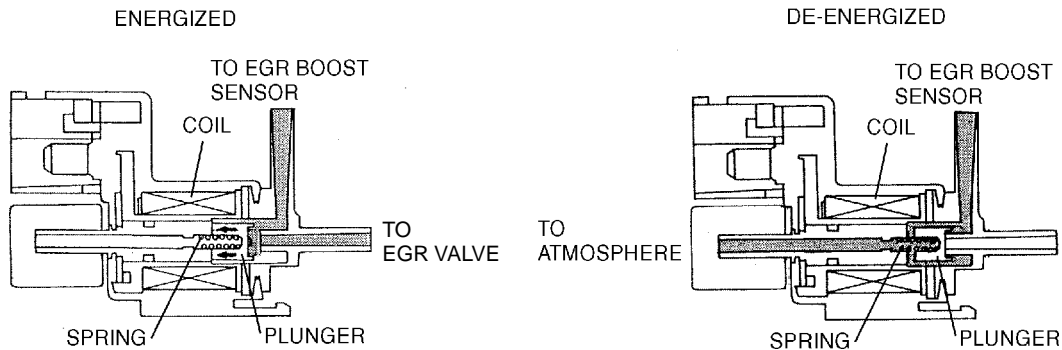 ENERGIZED
TO EGR BOOST
SENSOR
COIL
TO
EGR VALVE
SPRING
PLUNGER
DE-ENERGIZED
TO EGR BOOST
SENSOR
COIL
TO
ATMOSPHERE
SPRING
PLUNGER